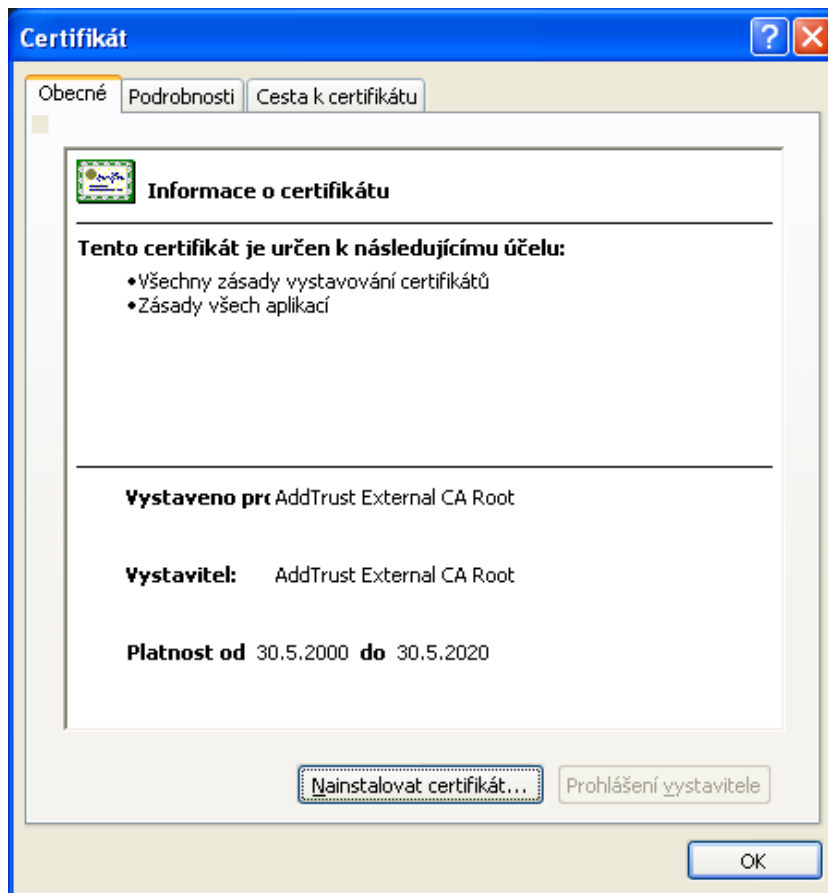 Certifikát
Obecné Podrobnosti Cesta k certifikátu
Informace o certifikátu
Tento certifikát je určen k následujícímu účelu:
•Všechny zásady vystavování certifikátů
•Zásady všech aplikací
Vystaveno pro AddTrust External CA Root
Vystavitel: AddTrust External CA Root
Platnost od 30.5.2000 do 30.5.2020
Nainstalovat certifikát... Prohlášení vystavitele
OK